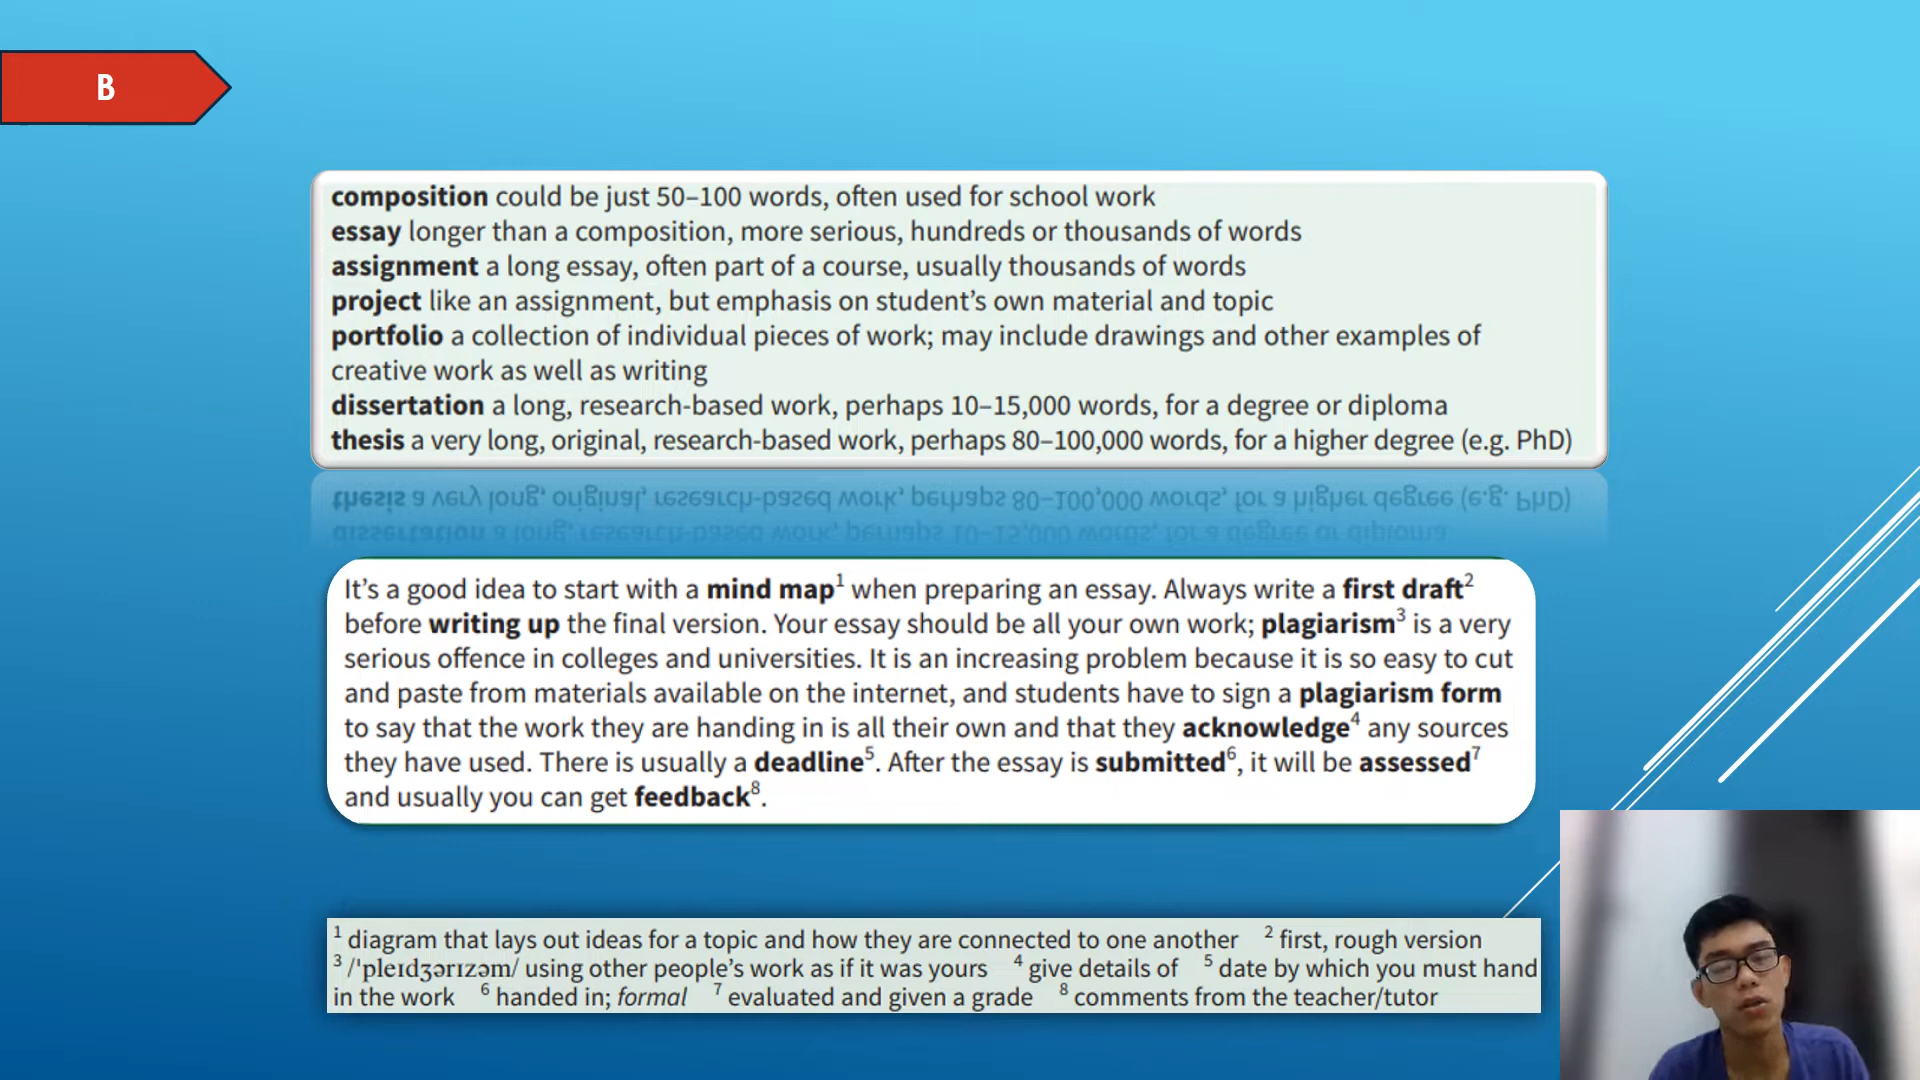 B
composition could be just 50–100 words, often used for school work
essay longer than a composition, more serious, hundreds or thousands of words
assignment a long essay, often part of a course, usually thousands of words
project like an assignment, but emphasis on student’s own material and topic
portfolio a collection of individual pieces of work; may include drawings and other examples of
creative work as well as writing
dissertation a long, research-based work, perhaps 10–15,000 words, for a degree or diploma
thesis a very long, original, research-based work, perhaps 80–100,000 words, for a higher degree (e.g. PhD)
It’s a good idea to start with a mind map¹ when preparing an essay. Always write a first draft²
before writing up the final version. Your essay should be all your own work; plagiarism³ is a very
serious offence in colleges and universities. It is an increasing problem because it is so easy to cut
and paste from materials available on the internet, and students have to sign a plagiarism form
to say that the work they are handing in is all their own and that they acknowledge⁴ any sources
they have used. There is usually a deadline⁵. After the essay is submitted⁶, it will be assessed⁷
and usually you can get feedback⁸.
¹ diagram that lays out ideas for a topic and how they are connected to one another ² first, rough version
³ /ˈpleɪdʒərɪzəm/ using other people’s work as if it was yours ⁴ give details of ⁵ date by which you must hand
in the work ⁶ handed in; formal ⁷ evaluated and given a grade ⁸ comments from the teacher/tutor